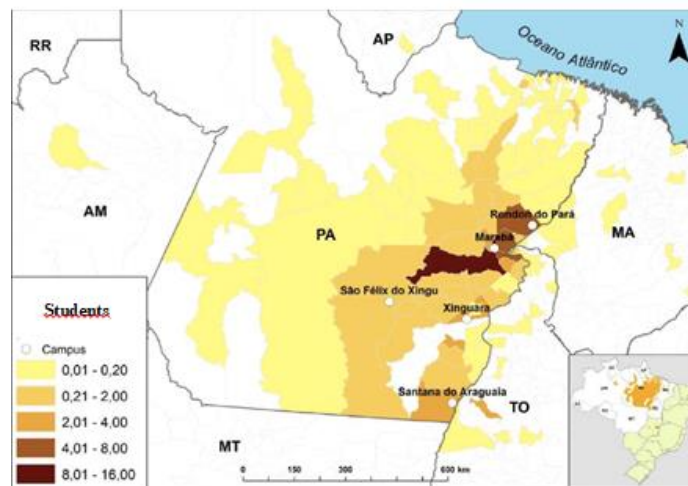 RR
AP
Oceano Atlântico
N
AM
PA
MA
Rondon do Pará
Marabá
São Félix do Xingu
Xinguara
Santana do Araguaia
TO
MT
Students
Campus
0,01 - 0,20
0,21 - 2,00
2,01 - 4,00
4,01 - 8,00
8,01 - 16,00
0 150 300 600 km